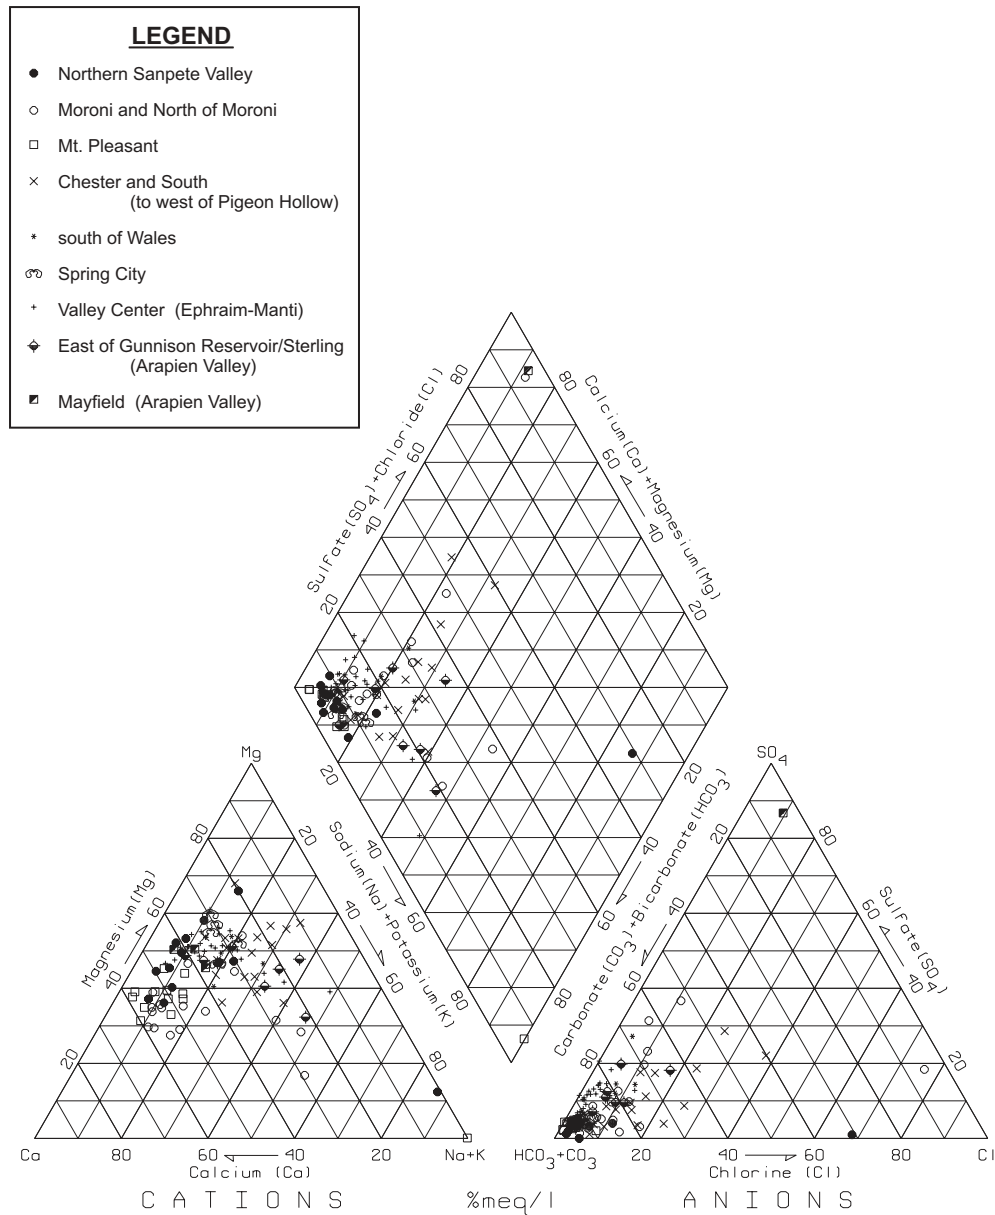 LEGEND
Northern Sanpete Valley
Moroni and North of Moroni
Mt. Pleasant
Chester and South
(to west of Pigeon Hollow)
south of Wales
Spring City
Valley Center (Ephraim-Manti)
East of Gunnison Reservoir/Sterling
(Arapien Valley)
Mayfield (Arapien Valley)
80
60
40
20
Sulfate(SO4)+Chloride(Cl)
80
60
40
20
Calcium(Ca)+Magnesium(Mg)
20
40
60
80
Sodium(Na)+Potassium(K)
20
40
60
80
Carbonate(CO3)+Bicarbonate(HCO3)
Mg
80
60
40
20
Magnesium(Mg)
20
40
60
80
SO4
20
40
60
80
80
60
40
20
Sulfate(SO4)
Ca
80
60
40
20
Na+K
Calcium(Ca)
HCO3+CO3
20
40
60
80
Cl
Chlorine(Cl)
CATIONS
%meq/l
ANIONS